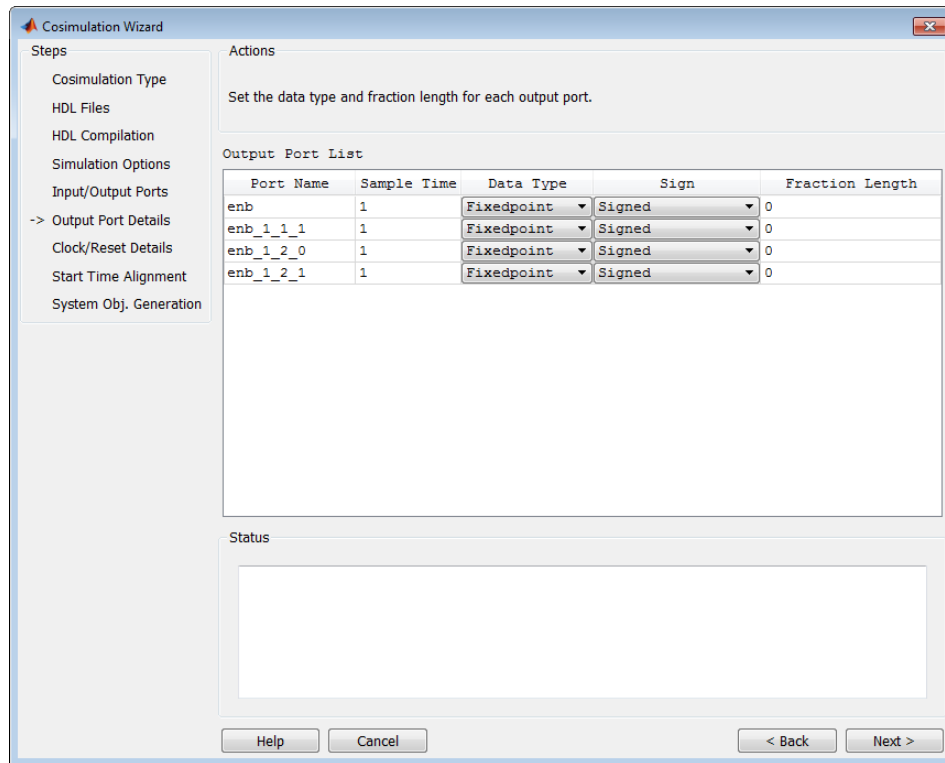 Cosimulation Wizard
Steps
Cosimulation Type
HDL Files
HDL Compilation
Simulation Options
Input/Output Ports
-> Output Port Details
Clock/Reset Details
Start Time Alignment
System Obj. Generation
Actions
Set the data type and fraction length for each output port.
Output Port List
Port Name Sample Time Data Type Sign Fraction Length
enb 1 Fixedpoint Signed 0
enb_1_1_1 1 Fixedpoint Signed 0
enb_1_2_0 1 Fixedpoint Signed 0
enb_1_2_1 1 Fixedpoint Signed 0
Status
Help Cancel < Back Next >